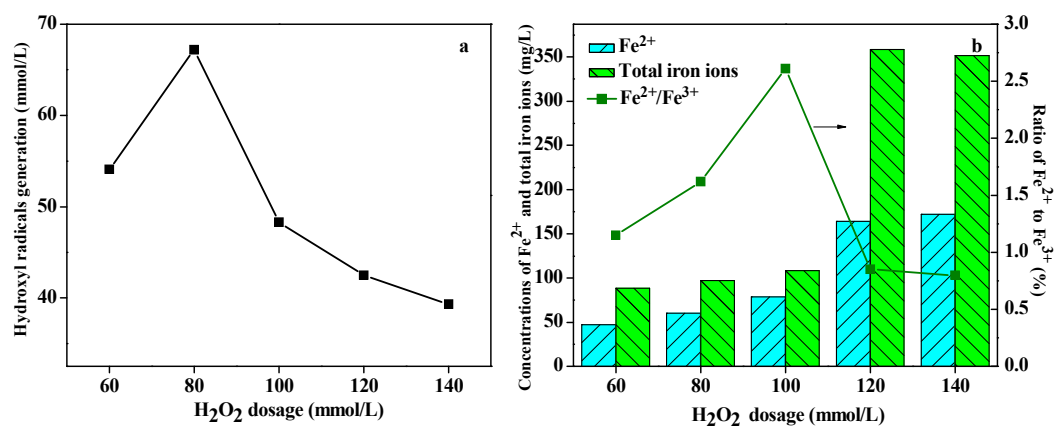 a
Hydroxyl radicals generation (mmol/L)
70
60
50
40
60 80 100 120 140
H₂O₂ dosage (mmol/L)
b
Fe²⁺
Total iron ions
Fe²⁺/Fe³⁺
Concentrations of Fe²⁺ and total iron ions (mg/L)
350
300
250
200
150
100
50
0
3.0
2.5
2.0
1.5
1.0
0.5
0.0
Ratio of Fe²⁺ to Fe³⁺ (%)
60 80 100 120 140
H₂O₂ dosage (mmol/L)